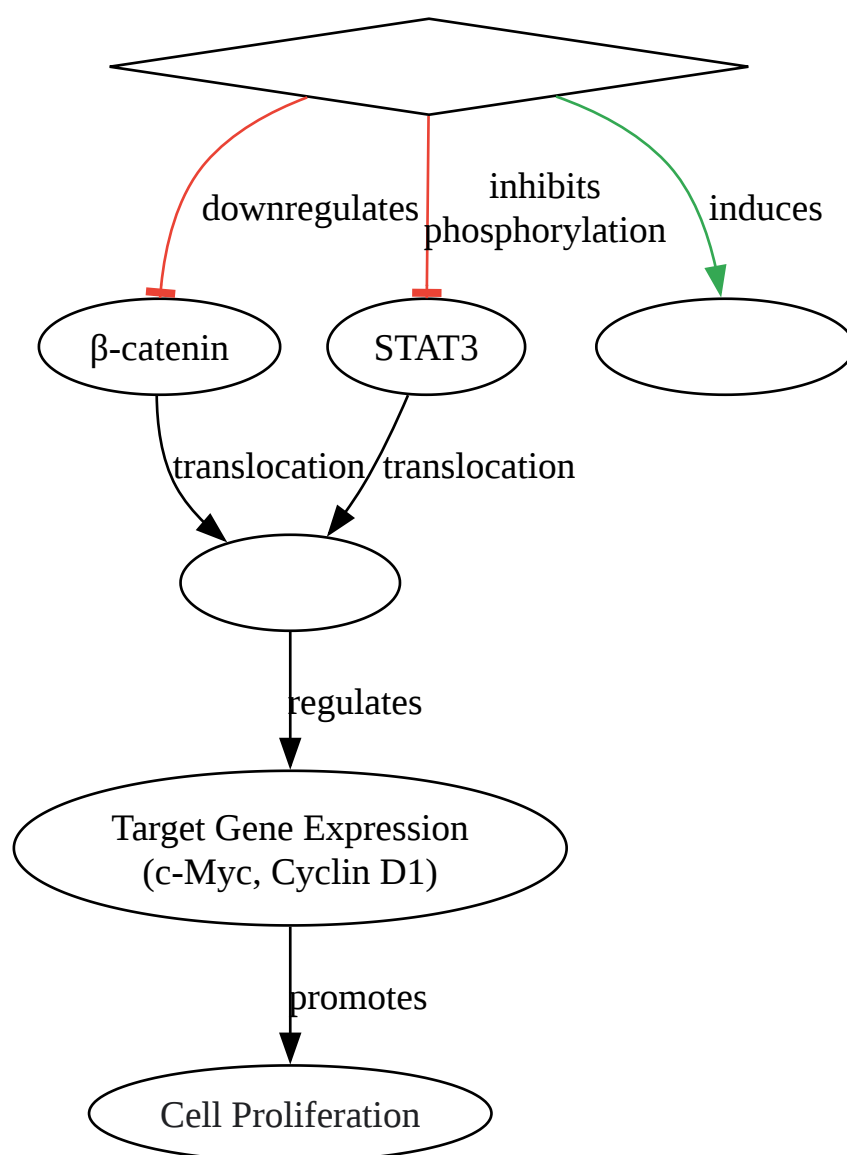 downregulates
inhibits
phosphorylation
induces
β-catenin
STAT3
translocation
translocation
regulates
Target Gene Expression
(c-Myc, Cyclin D1)
promotes
Cell Proliferation